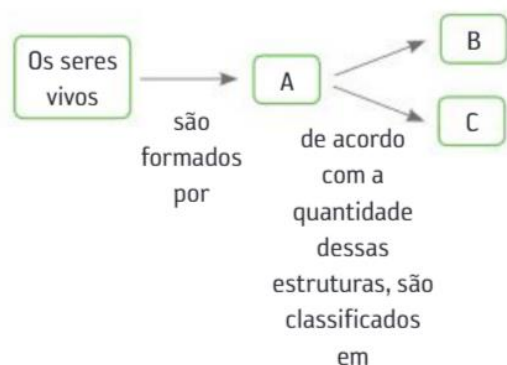 Os seres
vivos
são
formados
por
A
de acordo
com a
quantidade
dessas
estruturas, são
classificados
em
B
C